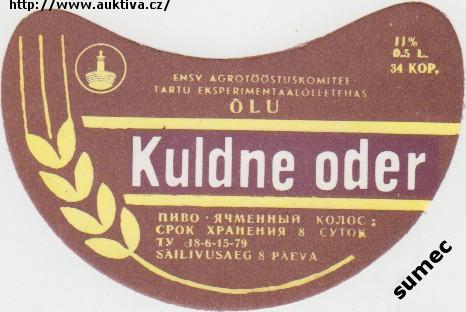 http://www.auktiva.cz/
11%
0.5 L.
34 KOP.
ENSV AGROTÖÖSTUSKOMITEE
TARTU EKSPERIMENTAALÕLLETEHAS
ÕLU
Kuldne oder
ПИВО · ЯЧМЕННЫЙ КОЛОС:
СРОК ХРАНЕНИЯ 8 СУТОК
ТУ 18-6-15-79
SÄILIVUSAEG 8 PÄEVA
sumec